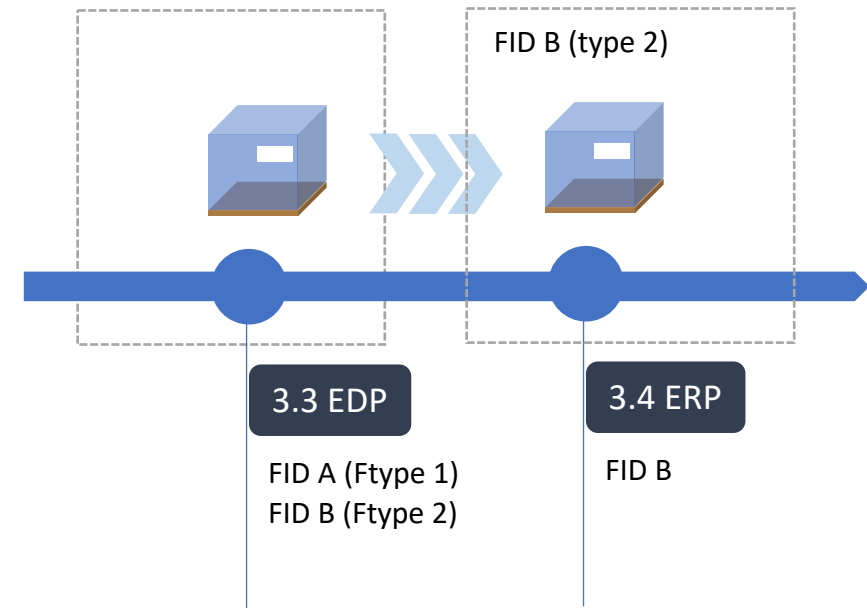 FID B (type 2)
3.3 EDP
3.4 ERP
FID A (Ftype 1)
FID B (Ftype 2)
FID B